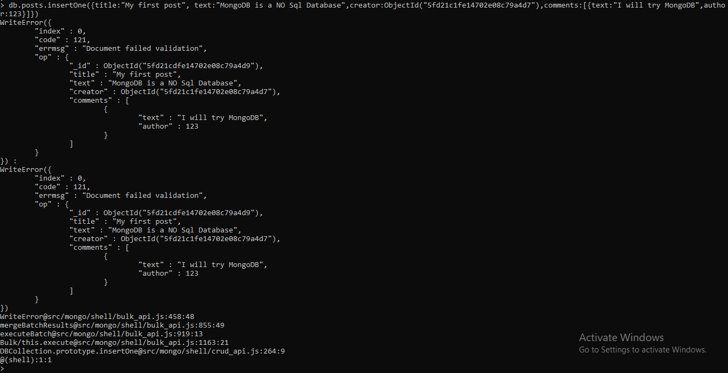 > db.posts.insertOne({title:"My first post", text:"MongoDB is a NO Sql Database",creator:ObjectId("5fd21c1fe14702e08c79a4d7"),comments:[{text:"I will try MongoDB",autho
r:123}]})
WriteError({
"index" : 0,
"code" : 121,
"errmsg" : "Document failed validation",
"op" : {
"_id" : ObjectId("5fd21cdfe14702e08c79a4d9"),
"title" : "My first post",
"text" : "MongoDB is a NO Sql Database",
"creator" : ObjectId("5fd21c1fe14702e08c79a4d7"),
"comments" : [
{
"text" : "I will try MongoDB",
"author" : 123
}
]
}
}) :
WriteError({
"index" : 0,
"code" : 121,
"errmsg" : "Document failed validation",
"op" : {
"_id" : ObjectId("5fd21cdfe14702e08c79a4d9"),
"title" : "My first post",
"text" : "MongoDB is a NO Sql Database",
"creator" : ObjectId("5fd21c1fe14702e08c79a4d7"),
"comments" : [
{
"text" : "I will try MongoDB",
"author" : 123
}
]
}
})
WriteError@src/mongo/shell/bulk_api.js:458:48
mergeBatchResults@src/mongo/shell/bulk_api.js:855:49
executeBatch@src/mongo/shell/bulk_api.js:919:13
Bulk/this.execute@src/mongo/shell/bulk_api.js:1163:21
DBCollection.prototype.insertOne@src/mongo/shell/crud_api.js:264:9
@(shell):1:1
>
Activate Windows
Go to Settings to activate Windows.